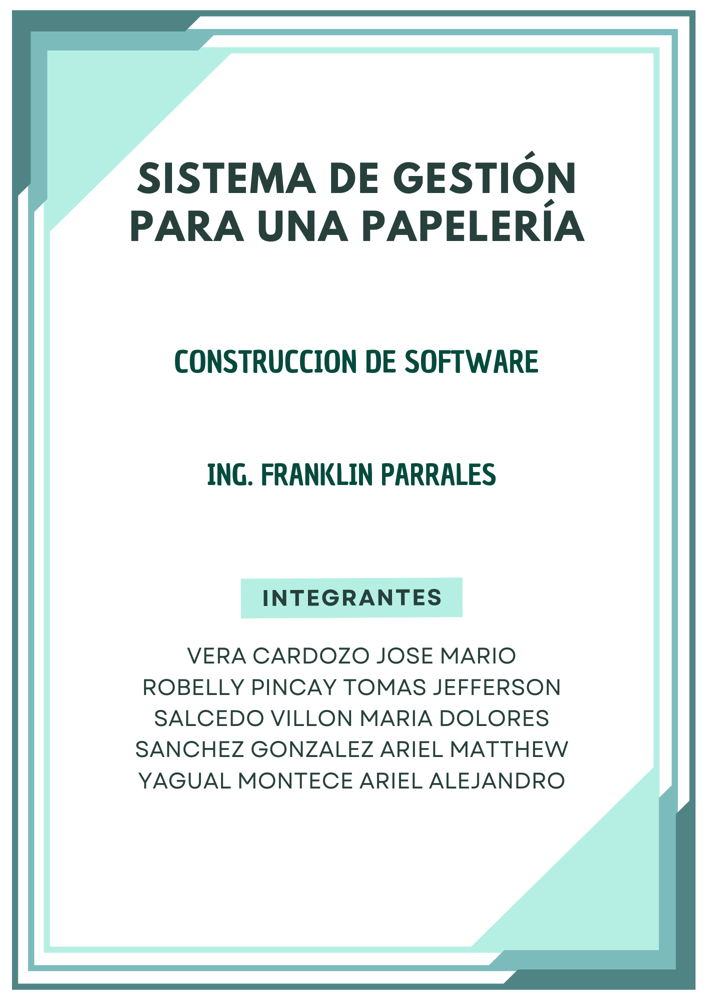 SISTEMA DE GESTIÓN
PARA UNA PAPELERÍA
CONSTRUCCION DE SOFTWARE
ING. FRANKLIN PARRALES
INTEGRANTES
VERA CARDOZO JOSE MARIO
ROBELLY PINCAY TOMAS JEFFERSON
SALCEDO VILLON MARIA DOLORES
SANCHEZ GONZALEZ ARIEL MATTHEW
YAGUAL MONTECE ARIEL ALEJANDRO